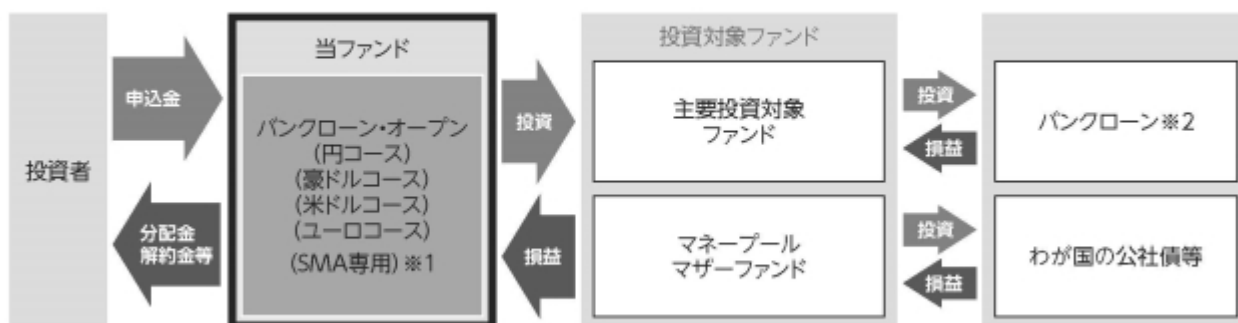 投資者
申込金
分配金
解約金等
当ファンド
バンクローン・オープン
(円コース)
(豪ドルコース)
(米ドルコース)
(ユーロコース)
(SMA専用)※1
投資
損益
投資対象ファンド
主要投資対象
ファンド
マネープール
マザーファンド
投資
損益
投資
損益
バンクローン※2
わが国の公社債等